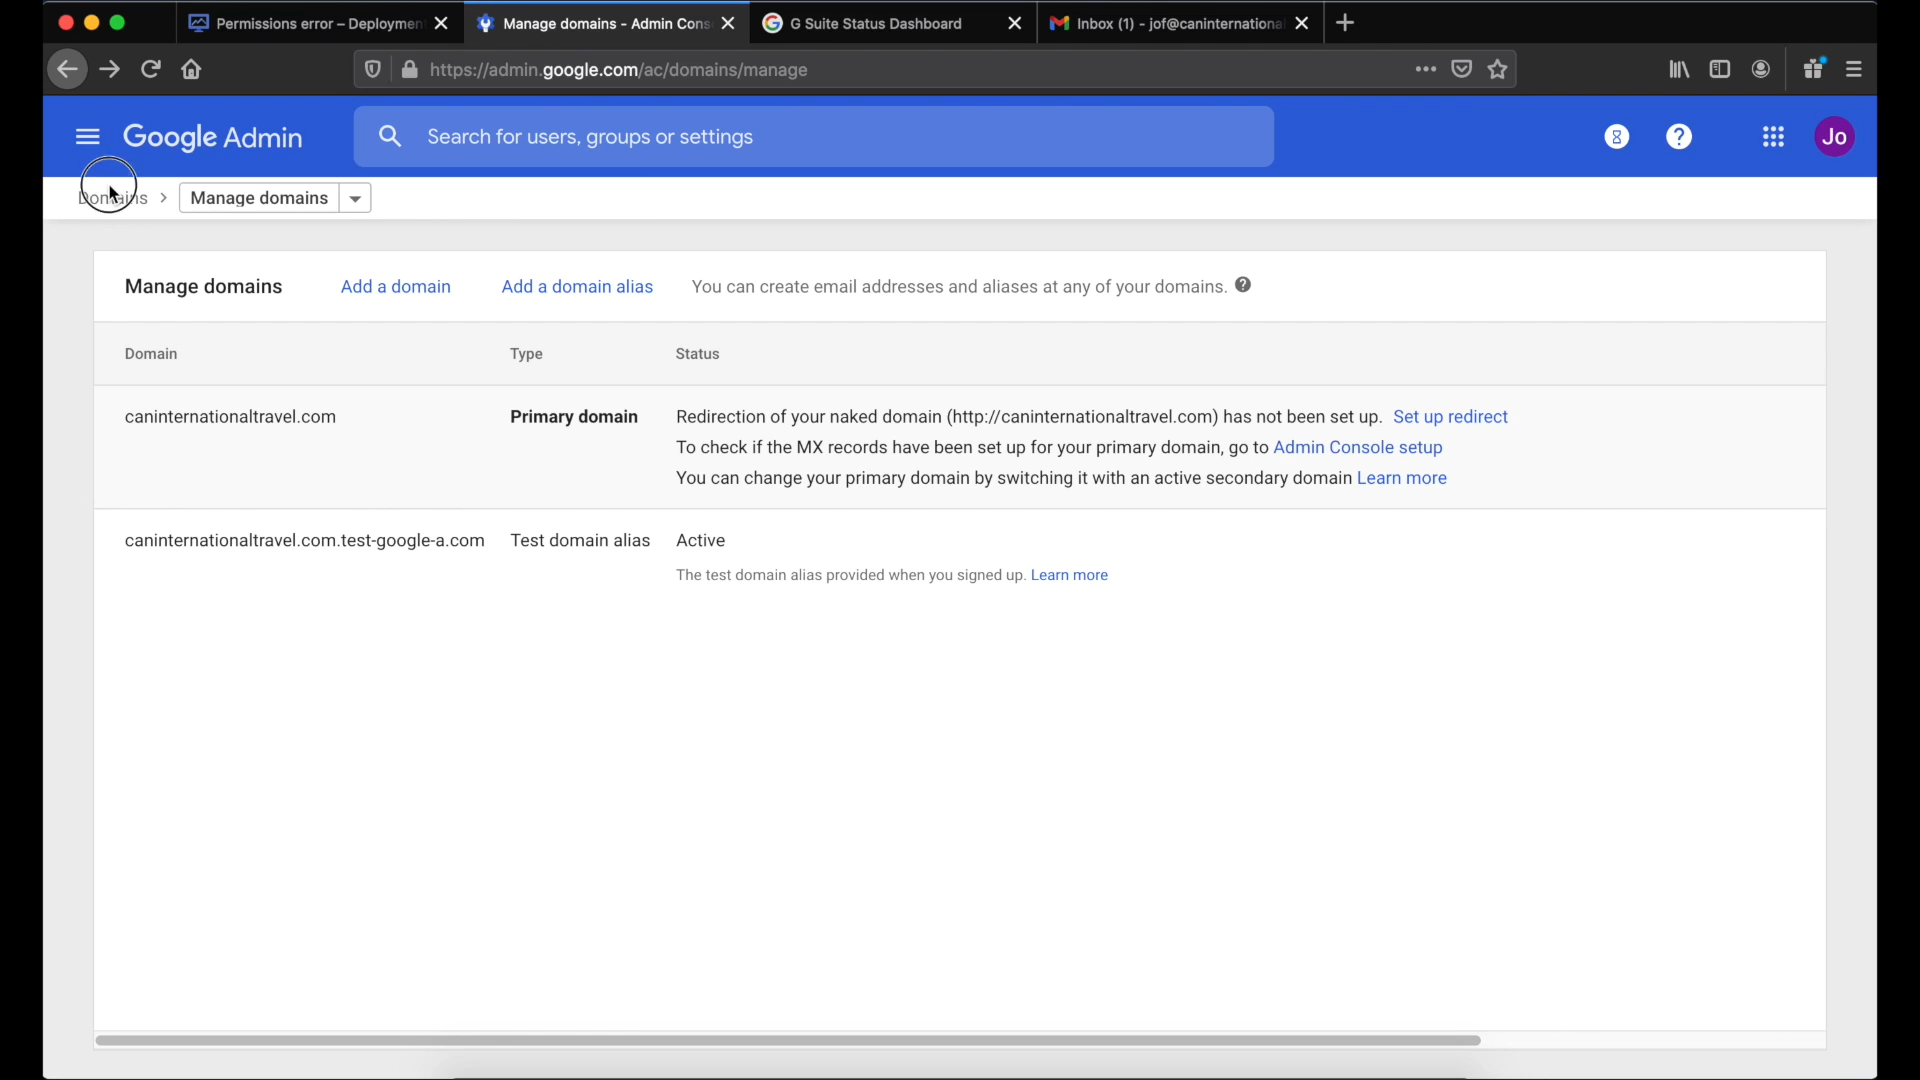 Permissions error – Deploymen
Manage domains - Admin Cons
G Suite Status Dashboard
Inbox (1) - jof@caninternationa
https://admin.google.com/ac/domains/manage
Google Admin
Search for users, groups or settings
Jo
Domains
Manage domains
Manage domains
Add a domain
Add a domain alias
You can create email addresses and aliases at any of your domains.
Domain
Type
Status
caninternationaltravel.com
Primary domain
Redirection of your naked domain (http://caninternationaltravel.com) has not been set up. Set up redirect
To check if the MX records have been set up for your primary domain, go to Admin Console setup
You can change your primary domain by switching it with an active secondary domain Learn more
caninternationaltravel.com.test-google-a.com
Test domain alias
Active
The test domain alias provided when you signed up. Learn more